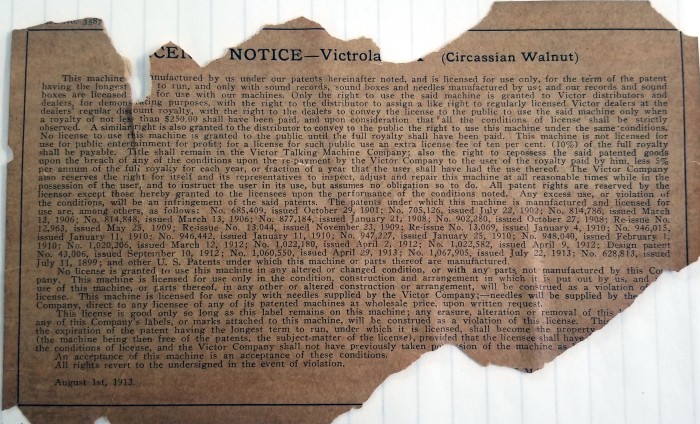 No. 3387
CENSE NOTICE—Victrola (Circassian Walnut)
This machine manufactured by us under our patents hereinafter noted, and is licensed for use only, for the term of the patent
having the longest to run, and only with sound records, sound boxes and needles manufactured by us; and our records and sound
boxes are licensed for use with our machines. Only the right to use the said machine is granted to Victor distributors and
dealers, for demonstrating purposes, with the right to the distributor to assign a like right to regularly licensed Victor dealers at the
dealers' regular discount royalty, with the right to the dealers to convey the license to the public to use the said machine only when
a royalty of not less than $250.00 shall have been paid, and upon consideration that all the conditions of license shall be strictly
observed. A similar right is also granted to the distributor to convey to the public the right to use this machine under the same conditions.
No license to use this machine is granted to the public until the full royalty shall have been paid. This machine is not licensed for
use for public entertainment for profit; for a license for such public use an extra license fee of ten per cent. (10%) of the full royalty
shall be payable. Title shall remain in the Victor Talking Machine Company; also the right to repossess the said patented goods
upon the breach of any of the conditions upon the re-payment by the Victor Company to the user of the royalty paid by him, less 5%
per annum of the full royalty for each year, or fraction of a year that the user shall have had the use thereof. The Victor Company
also reserves the right for itself and its representatives to inspect, adjust and repair this machine at all reasonable times while in the
possession of the user, and to instruct the user in its use, but assumes no obligation so to do. All patent rights are reserved by the
licensor except those hereby granted to the licensees upon the performance of the conditions noted. Any excess use, or violation of
the conditions, will be an infringement of the said patents. The patents under which this machine is manufactured and licensed for
use are, among others, as follows: No. 685,409, issued October 29, 1901; No. 705,126, issued July 22, 1902; No. 814,786, issued March
13, 1906; No. 814,848, issued March 13, 1906; No. 877,184, issued January 21, 1908; No. 902,280, issued October 27, 1908; Re-issue No.
12,963, issued May 25, 1909; Re-issue No. 13,044, issued November 23, 1909; Re-issue No. 13,069, issued January 4, 1910; No. 946,015,
issued January 11, 1910; No. 946,442, issued January 11, 1910; No. 947,227, issued January 25, 1910; No. 948,040, issued February
1910; No. 1,020,206, issued March 12, 1912; No. 1,022,180, issued April 2, 1912; No. 1,022,582, issued April 9, 1912; Design patent
No. 43,006, issued September 10, 1912; No. 1,060,550, issued April 29, 1913; No. 1,067,905, issued July 22, 1913; No. 628,813, issued
July 11, 1899; and other U. S. Patents under which this machine or parts thereof are manufactured.
No license is granted to use this machine in any altered or changed condition, or with any parts not manufactured by this Com
pany. This machine is licensed for use only in the condition, construction and arrangement in which it is put out by us, and
use of this machine, or parts thereof in any other or altered construction or arrangement, will be construed as a violation
license. This machine is licensed for use only with needles supplied by the Victor Company;—needles will be supplied by the
Company, direct to any licensee of any of its patented machines at wholesale price, upon written request.
This license is good only so long as this label remains on this machine; any erasure, alteration or removal of this
any of this Company's labels, or marks attached to this machine, will be construed as a violation of this license. This
the expiration of the patent having the longest term to run, under which it is licensed, shall become the property
(the machine being then free of the patents, the subject-matter of the license), provided that the licensee shall have
the conditions of license, and the Victor Company shall not have previously taken possession of the machine as
An acceptance of this machine is an acceptance of these conditions.
All rights revert to the undersigned in the event of violation.
August 1st, 1913.